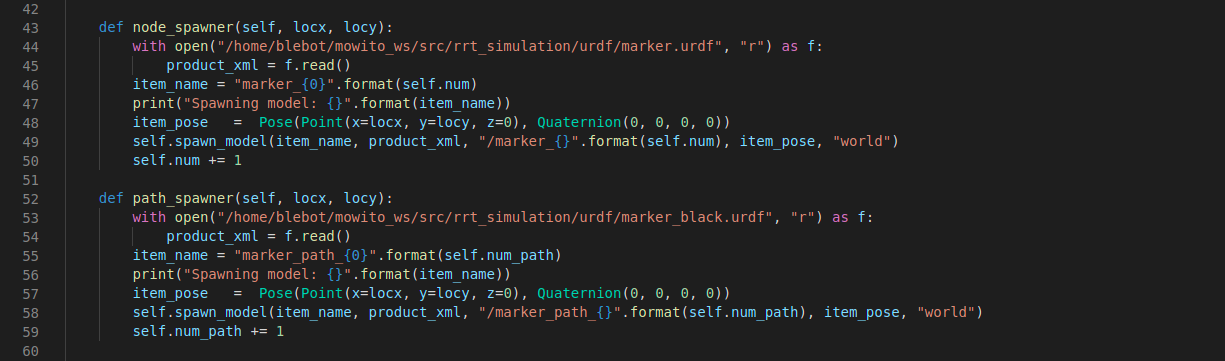 42
43     def node_spawner(self, locx, locy):
44         with open("/home/blebot/mowito_ws/src/rrt_simulation/urdf/marker.urdf", "r") as f:
45             product_xml = f.read()
46         item_name = "marker_{0}".format(self.num)
47         print("Spawning model: {}".format(item_name))
48         item_pose   =  Pose(Point(x=locx, y=locy, z=0), Quaternion(0, 0, 0, 0))
49         self.spawn_model(item_name, product_xml, "/marker_{}".format(self.num), item_pose, "world")
50         self.num += 1
51
52     def path_spawner(self, locx, locy):
53         with open("/home/blebot/mowito_ws/src/rrt_simulation/urdf/marker_black.urdf", "r") as f:
54             product_xml = f.read()
55         item_name = "marker_path_{0}".format(self.num_path)
56         print("Spawning model: {}".format(item_name))
57         item_pose   =  Pose(Point(x=locx, y=locy, z=0), Quaternion(0, 0, 0, 0))
58         self.spawn_model(item_name, product_xml, "/marker_path_{}".format(self.num_path), item_pose, "world")
59         self.num_path += 1
60